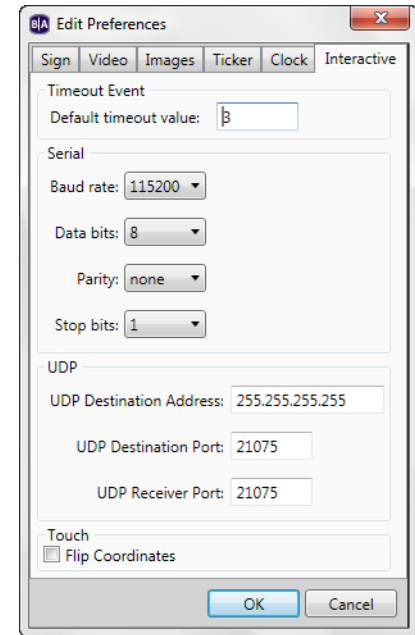 B|A Edit Preferences
Sign Video Images Ticker Clock Interactive
Timeout Event
Default timeout value: 3
Serial
Baud rate: 115200
Data bits: 8
Parity: none
Stop bits: 1
UDP
UDP Destination Address: 255.255.255.255
UDP Destination Port: 21075
UDP Receiver Port: 21075
Touch
Flip Coordinates
OK Cancel